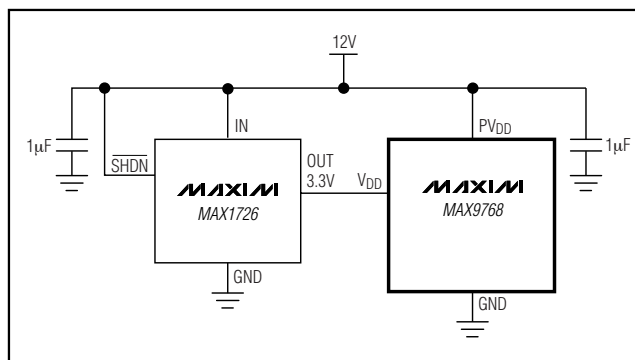 12V
IN
PVDD
1μF
SHDN
OUT
3.3V
VDD
1μF
MAXIM
MAX1726
MAXIM
MAX9768
GND
GND